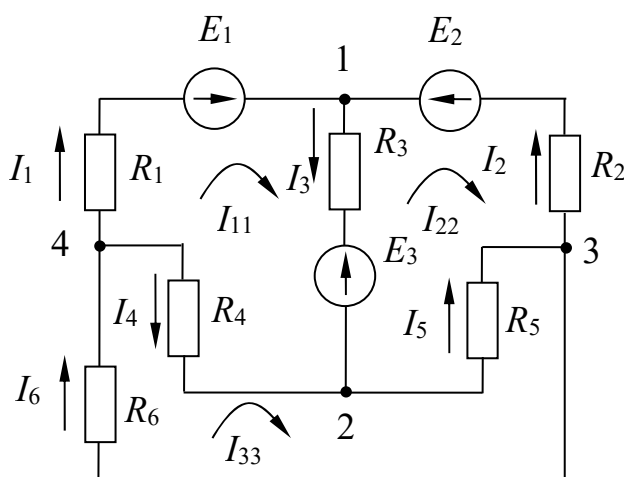 E1 E2
1
I1 R1 I3 R3 I2 R2
I11 I22
4 E3 3
I4 R4 I5 R5
I6 R6 2
I33